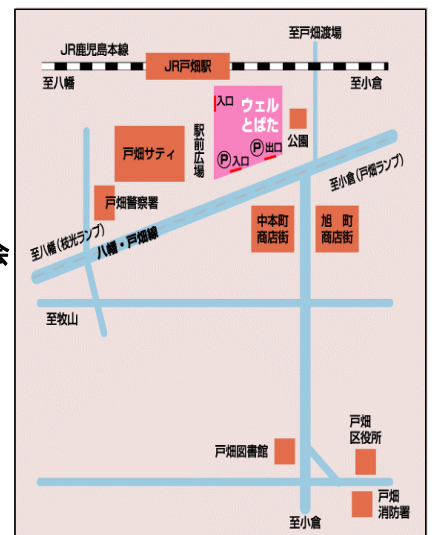 至戸畑渡場
JR鹿児島本線
JR戸畑駅
至八幡
至小倉
入口
ウェル
とばた
公園
駅前広場
P入口
P出口
戸畑サティ
戸畑警察署
至小倉(戸畑ランプ)
至八幡(枝光ランプ)
八幡・戸畑線
中本町
商店街
旭町
商店街
会
至牧山
戸畑図書館
戸畑
区役所
戸畑
消防署
至小倉